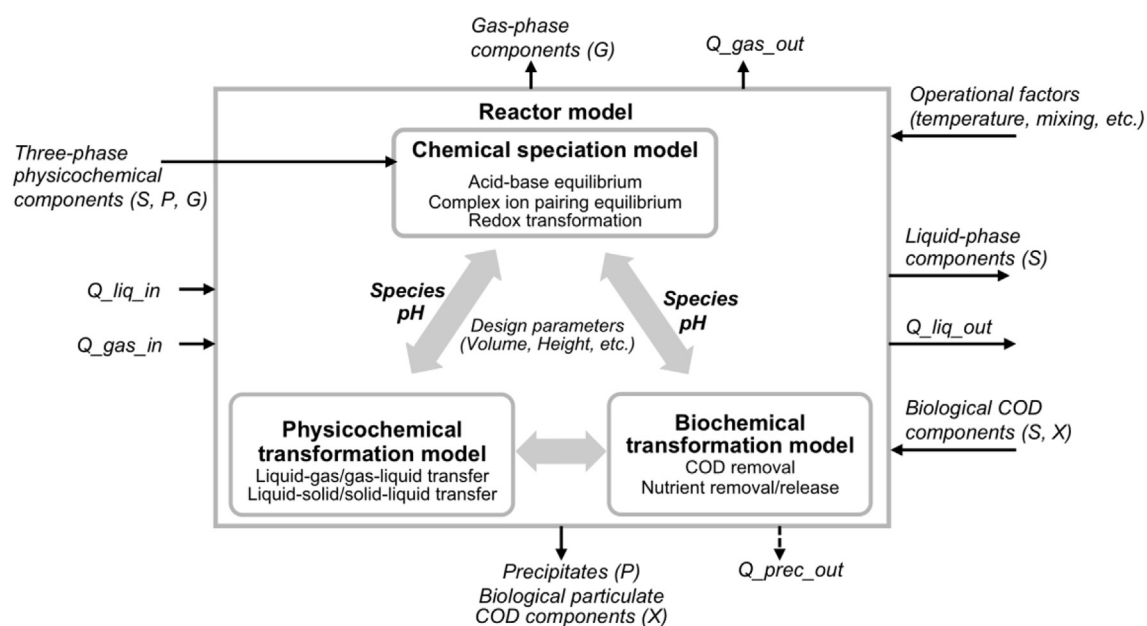 Gas-phase
components (G)
Q_gas_out
Operational factors
(temperature, mixing, etc.)
Reactor model
Chemical speciation model
Acid-base equilibrium
Complex ion pairing equilibrium
Redox transformation
Three-phase
physicochemical
components (S, P, G)
Liquid-phase
components (S)
Q_liq_in
Q_gas_in
Species
pH
Design parameters
(Volume, Height, etc.)
Species
pH
Q_liq_out
Physicochemical
transformation model
Liquid-gas/gas-liquid transfer
Liquid-solid/solid-liquid transfer
Biochemical
transformation model
COD removal
Nutrient removal/release
Biological COD
components (S, X)
Precipitates (P)
Biological particulate
COD components (X)
Q_prec_out